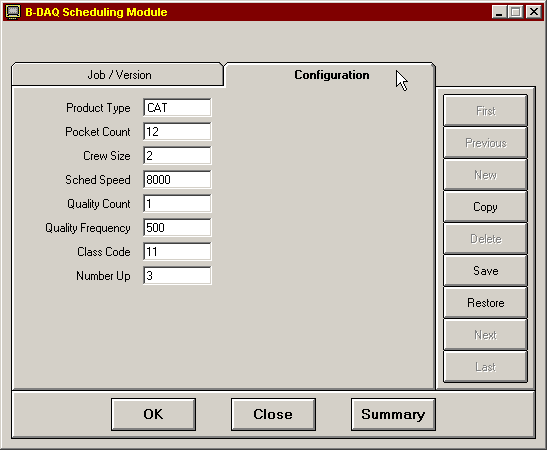 B-DAQ Scheduling Module
Job / Version
Configuration
Product Type CAT
Pocket Count 12
Crew Size 2
Sched Speed 8000
Quality Count 1
Quality Frequency 500
Class Code 11
Number Up 3
First
Previous
New
Copy
Delete
Save
Restore
Next
Last
OK
Close
Summary